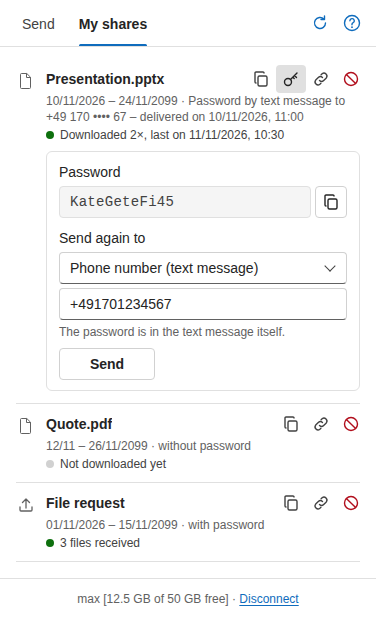 Send My shares
Presentation.pptx
10/11/2026 – 24/11/2099 · Password by text message to
+49 170 •••• 67 – delivered on 10/11/2026, 11:00
Downloaded 2×, last on 11/11/2026, 10:30
Password
KateGeteFi45
Send again to
Phone number (text message)
+491701234567
The password is in the text message itself.
Send
Quote.pdf
12/11 – 26/11/2099 · without password
Not downloaded yet
File request
01/11/2026 – 15/11/2099 · with password
3 files received
max [12.5 GB of 50 GB free] · Disconnect